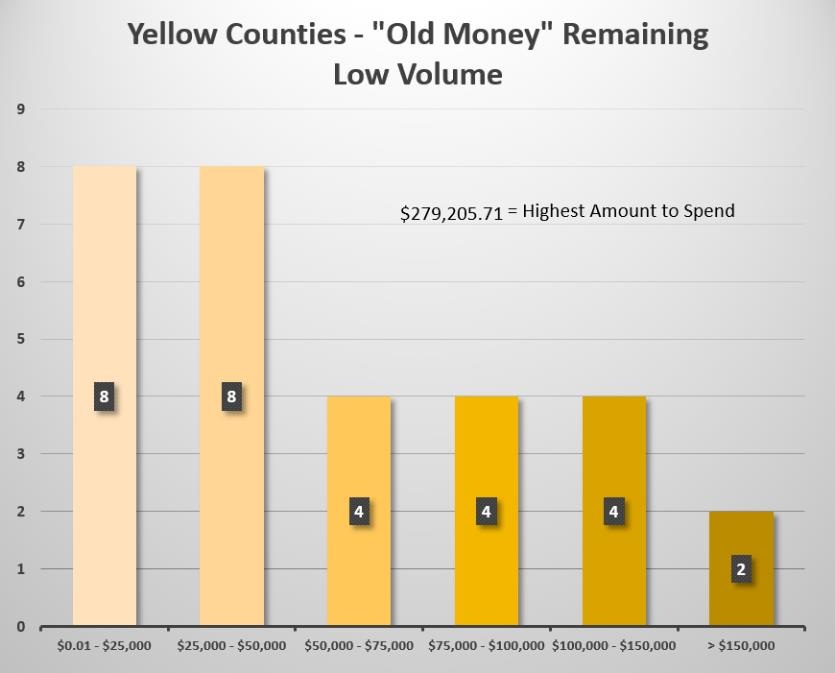 Yellow Counties - "Old Money" Remaining
Low Volume
9
8
7
6
5
4
3
2
1
0
$279,205.71 = Highest Amount to Spend
8
8
4
4
4
2
$0.01 - $25,000
$25,000 - $50,000
$50,000 - $75,000
$75,000 - $100,000
$100,000 - $150,000
> $150,000